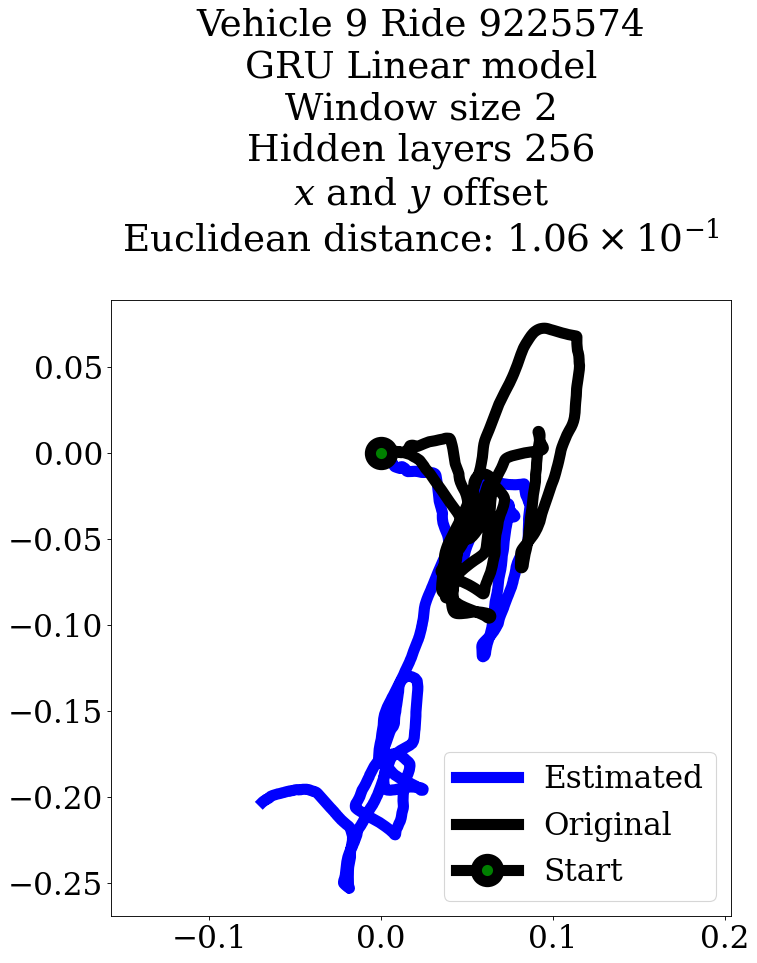 Vehicle 9 Ride 9225574
GRU Linear model
Window size 2
Hidden layers 256
x and y offset
Euclidean distance: 1.06 × 10⁻¹
0.05
0.00
−0.05
−0.10
−0.15
−0.20
−0.25
−0.1
0.0
0.1
0.2
Estimated
Original
Start